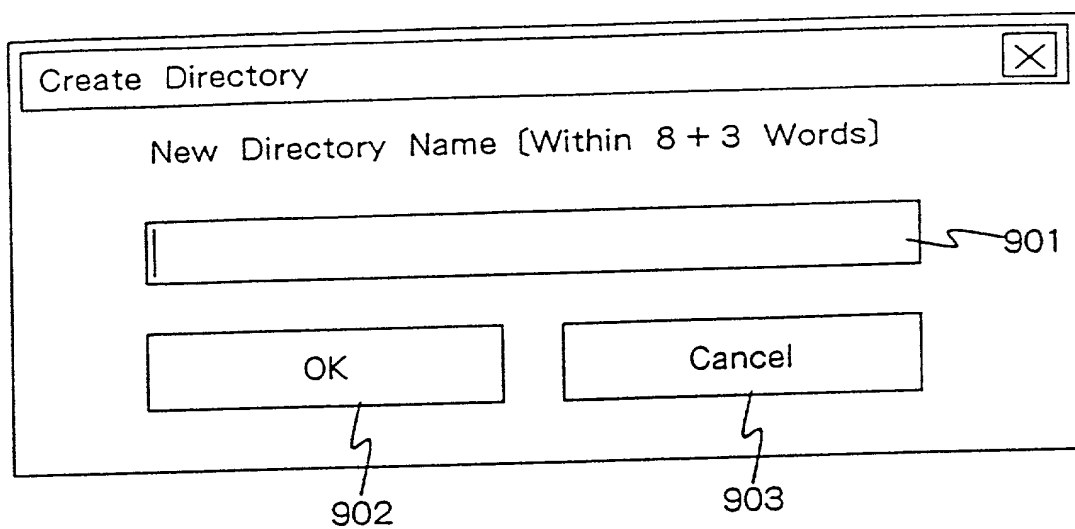 Create Directory
New Directory Name [Within 8 + 3 Words]
901
OK Cancel
902 903